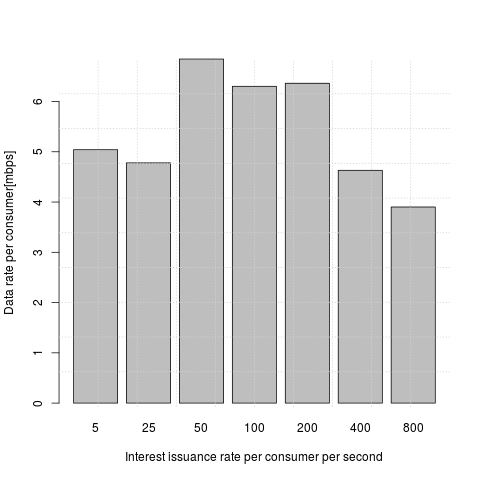 Data rate per consumer[mbps]
6
5
4
3
2
1
0
5 25 50 100 200 400 800
Interest issuance rate per consumer per second